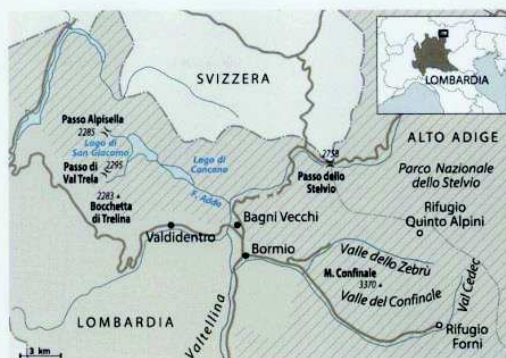 SVIZZERA
LOMBARDIA
Passo Alpisella
2285
Lago di
San Giacomo
Passo di
Val Trela
2295
2283
Bocchetta
di Trelina
Lago di
Cancano
F. Adda
2758
Passo dello
Stelvio
ALTO ADIGE
Parco Nazionale
dello Stelvio
Rifugio
Quinto Alpini
Bagni Vecchi
Valdidentro
Bormio
Valle dello Zebrù
M. Confinale
3370
Valle del Confinale
Val Cedec
LOMBARDIA
Valtellina
Rifugio
Forni
3 km